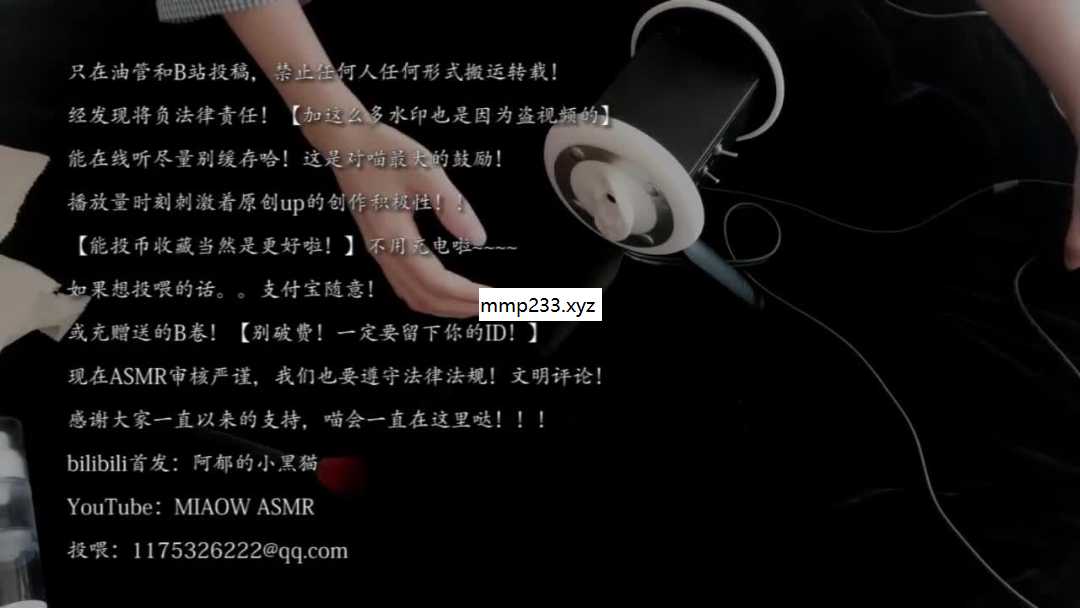 只在油管和B站投稿，禁止任何人任何形式搬运转载！
经发现将负法律责任！【加这么多水印也是因为盗视频的】
能在线听尽量别缓存哈！这是对喵最大的鼓励！
播放量时刻刺激着原创up的创作积极性！！
【能投币收藏当然是更好啦！】不用充电啦~~~~
如果想投喂的话。。支付宝随意！
mmp233.xyz
或充赠送的B卷！【别破费！一定要留下你的ID！】
现在ASMR审核严谨，我们也要遵守法律法规！文明评论！
感谢大家一直以来的支持，喵会一直在这里哒！！！
bilibili首发：阿郁的小黑猫
YouTube：MIAOW ASMR
投喂：1175326222@qq.com